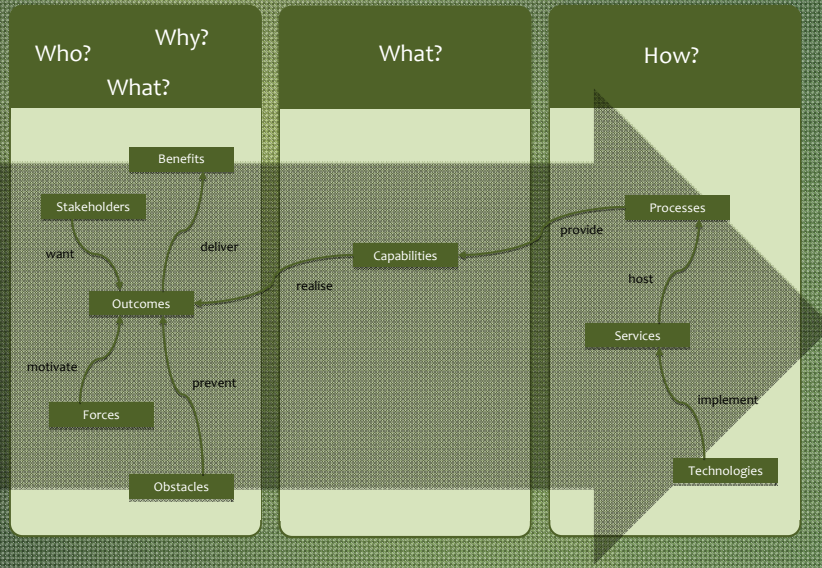 Who?
Why?
What?
What?
How?
Benefits
Stakeholders
want
deliver
Outcomes
motivate
prevent
Forces
Obstacles
Capabilities
realise
Processes
provide
host
Services
implement
Technologies